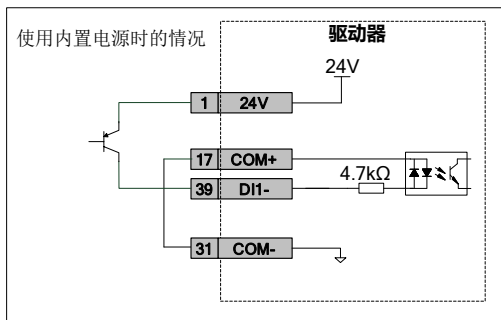 使用内置电源时的情况
驱动器
24V
1 24V
17 COM+
4.7kΩ
39 DI1-
31 COM-